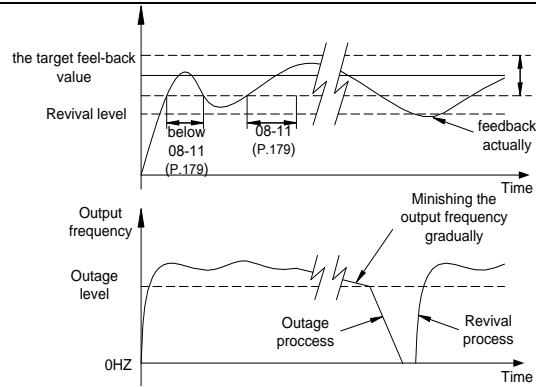 the target feel-back
value
Revival level
below
08-11
(P.179)
08-11
(P.179)
feedback
actually
Time
Output
frequency
Minishing the
output frequency
gradually
Outage
level
Outage
proccess
Revival
process
0HZ
Time